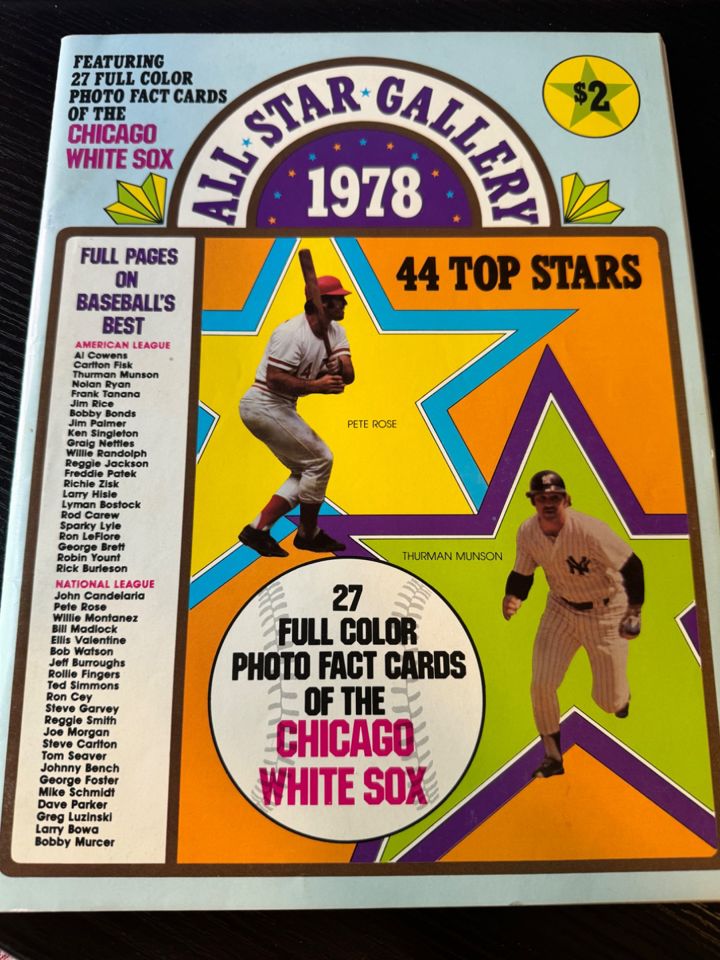 FEATURING
27 FULL COLOR
PHOTO FACT CARDS
OF THE
CHICAGO
WHITE SOX
ALL★STAR★GALLERY
1978
$2
FULL PAGES
ON
BASEBALL'S
BEST
AMERICAN LEAGUE
Al Cowens
Carlton Fisk
Thurman Munson
Nolan Ryan
Frank Tanana
Jim Rice
Bobby Bonds
Jim Palmer
Ken Singleton
Graig Nettles
Willie Randolph
Reggie Jackson
Freddie Patek
Richie Zisk
Larry Hisle
Lyman Bostock
Rod Carew
Sparky Lyle
Ron LeFlore
George Brett
Robin Yount
Rick Burleson
NATIONAL LEAGUE
John Candelaria
Pete Rose
Willie Montanez
Bill Madlock
Ellis Valentine
Bob Watson
Jeff Burroughs
Rollie Fingers
Ted Simmons
Ron Cey
Steve Garvey
Reggie Smith
Joe Morgan
Steve Carlton
Tom Seaver
Johnny Bench
George Foster
Mike Schmidt
Dave Parker
Greg Luzinski
Larry Bowa
Bobby Murcer
44 TOP STARS
PETE ROSE
THURMAN MUNSON
NY
27
FULL COLOR
PHOTO FACT CARDS
OF THE
CHICAGO
WHITE SOX